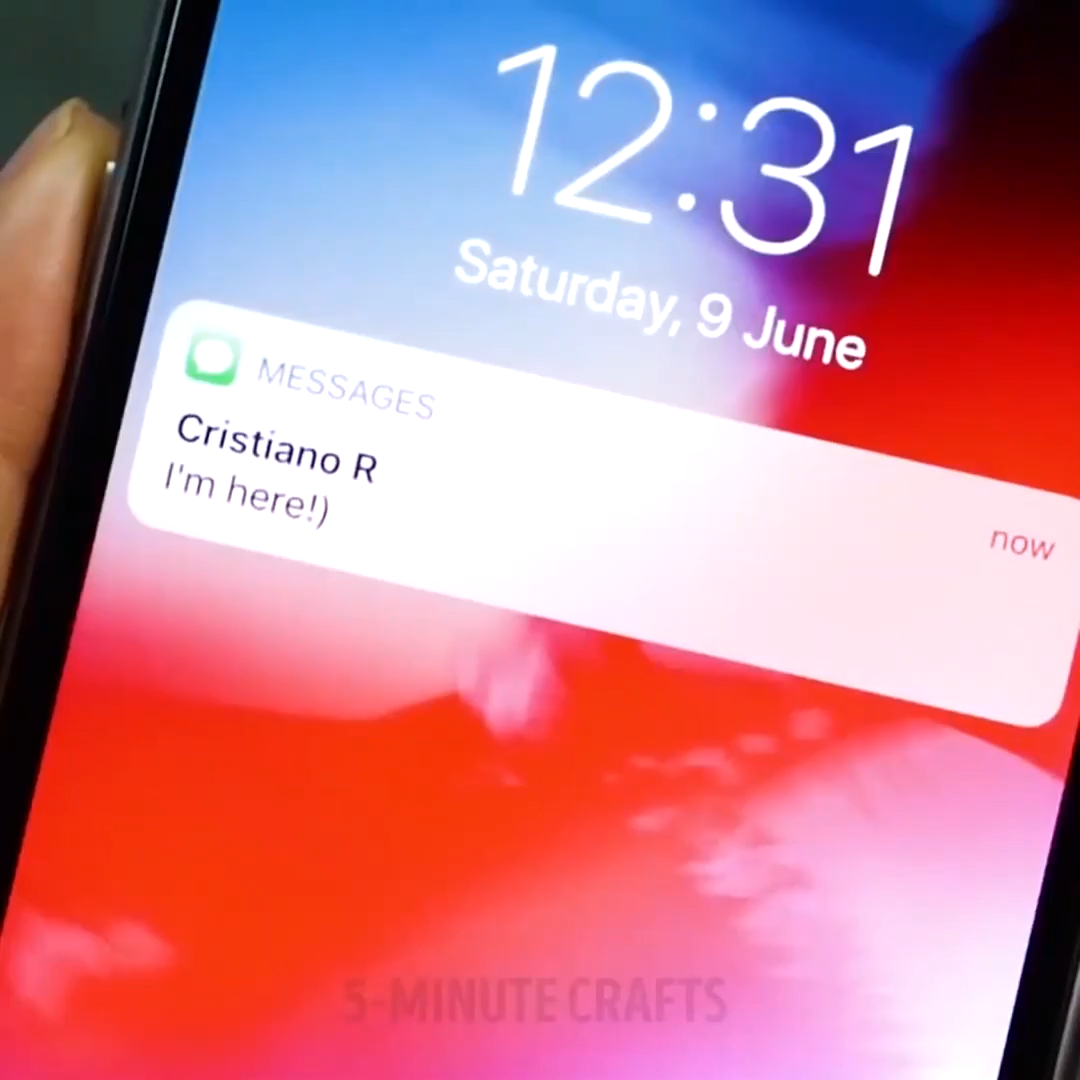 12:31
Saturday, 9 June
MESSAGES
Cristiano R
now
I'm here!)
5-MINUTE CRAFTS